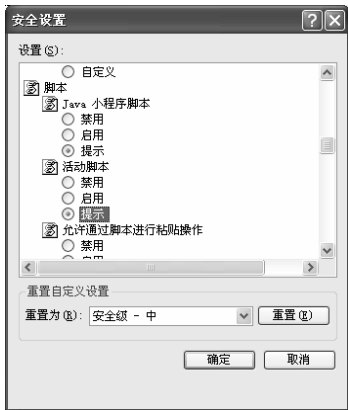 安全设置
设置(S):
自定义
脚本
Java 小程序脚本
禁用
启用
提示
活动脚本
禁用
启用
提示
允许通过脚本进行粘贴操作
禁用
重置自定义设置
重置为(R): 安全级 - 中 重置(E)
确定 取消